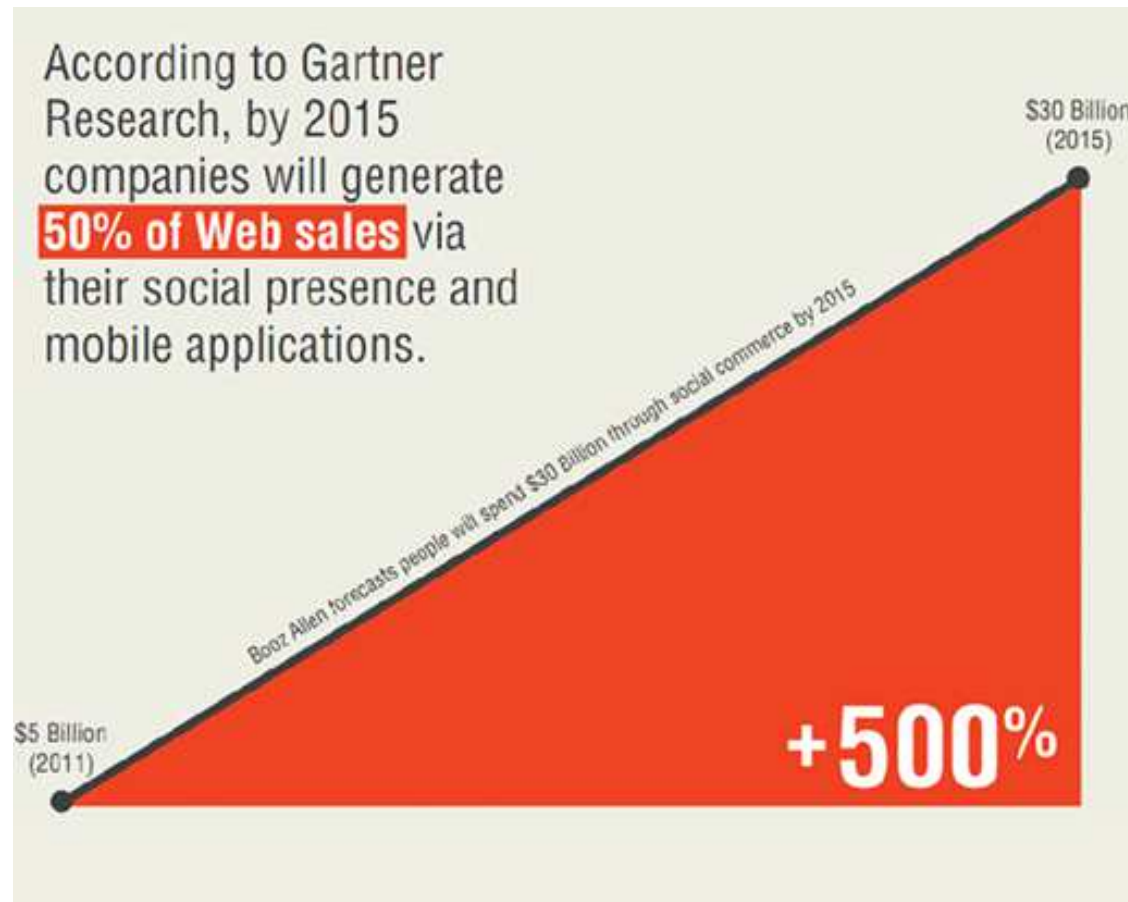 According to Gartner
Research, by 2015
companies will generate
50% of Web sales via
their social presence and
mobile applications.
$30 Billion
(2015)
Booz Allen forecasts people will spend $30 Billion through social commerce by 2015
$5 Billion
(2011)
+500%